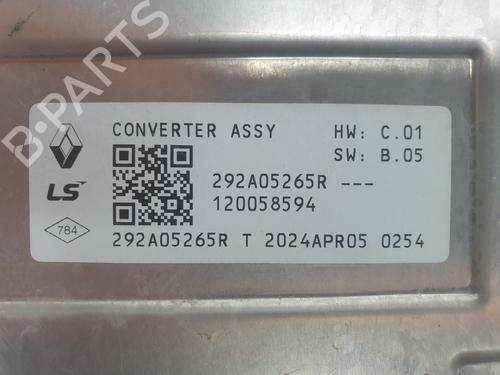 B-PARTS
CONVERTER ASSY HW: C.01
SW: B.05
LS
292A05265R ---
120058594
784
292A05265R T 2024APR05 0254